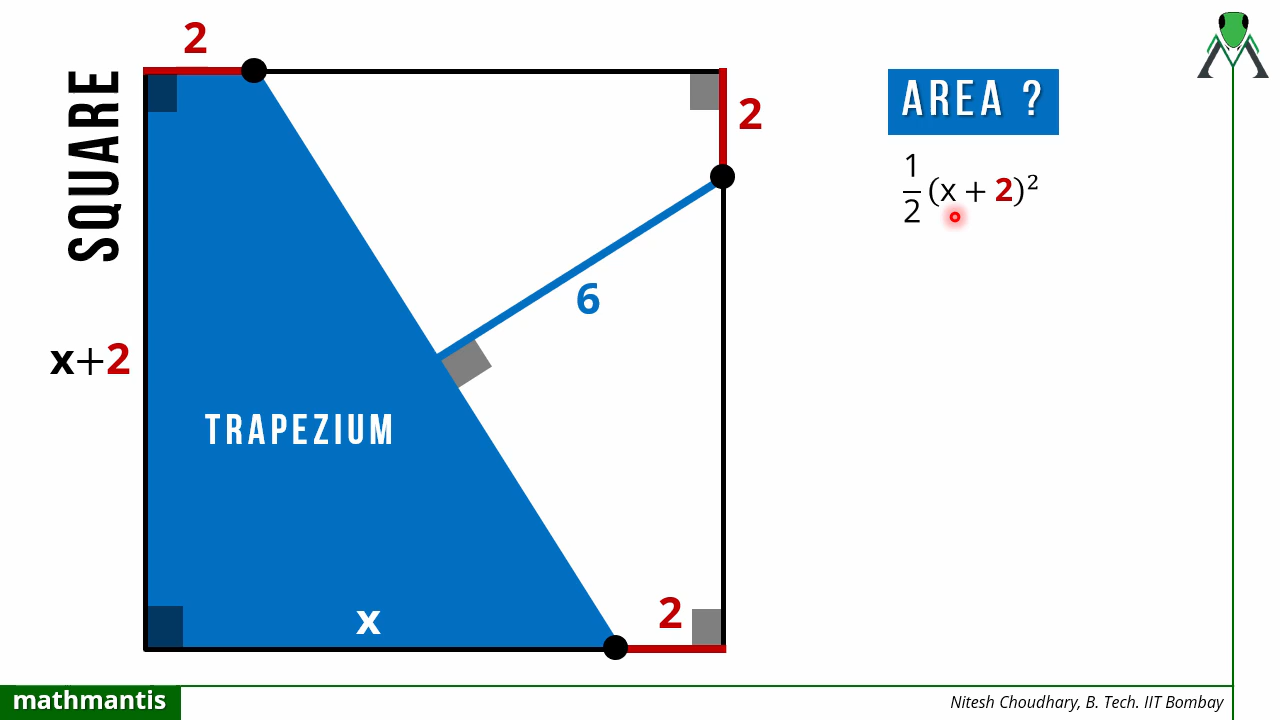 2
SQUARE
2
AREA ?
1/2 (x + 2)²
6
x+2
TRAPEZIUM
x
2
mathmantis
Nitesh Choudhary, B. Tech. IIT Bombay